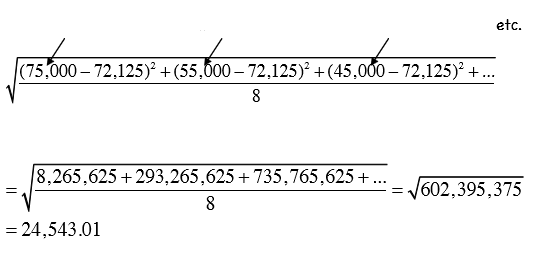 etc.
√((75,000 – 72,125)² + (55,000 – 72,125)² + (45,000 – 72,125)² + ...
8
= √(8,265,625 + 293,265,625 + 735,765,625 + ... = √602,395,375
8
= 24,543.01